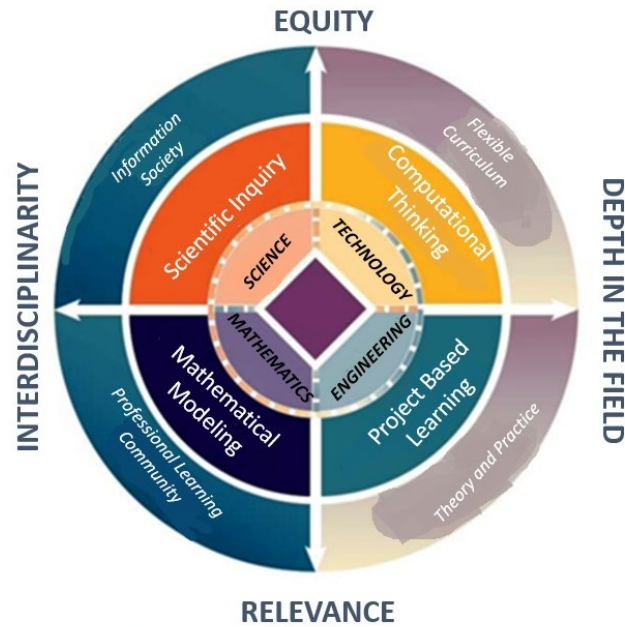 EQUITY
Information
Society
Flexible
Curriculum
Scientific Inquiry
Computational
Thinking
SCIENCE
TECHNOLOGY
INTERDISCIPLINARITY
DEPTH IN THE FIELD
MATHEMATICS
ENGINEERING
Mathematical
Modeling
Project Based
Learning
Professional Learning
Community
Theory and Practice
RELEVANCE